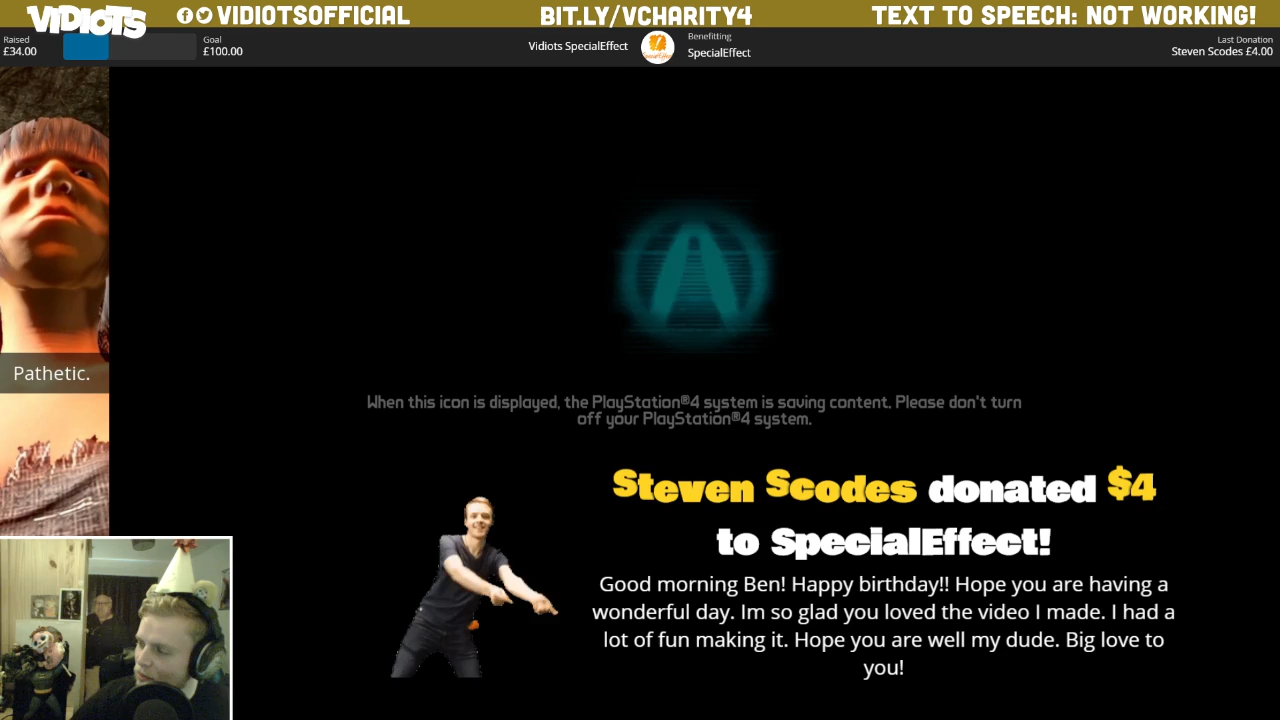 VIDIOTS
VIDIOTSOFFICIAL
BIT.LY/VCHARITY4
TEXT TO SPEECH: NOT WORKING!
Raised
£34.00
Goal
£100.00
Vidiots SpecialEffect
Benefitting
SpecialEffect
Last Donation
Steven Scodes £4.00
Pathetic.
When this icon is displayed, the PlayStation®4 system is saving content. Please don't turn
off your PlayStation®4 system.
Steven Scodes donated $4
to SpecialEffect!
Good morning Ben! Happy birthday!! Hope you are having a
wonderful day. Im so glad you loved the video I made. I had a
lot of fun making it. Hope you are well my dude. Big love to
you!